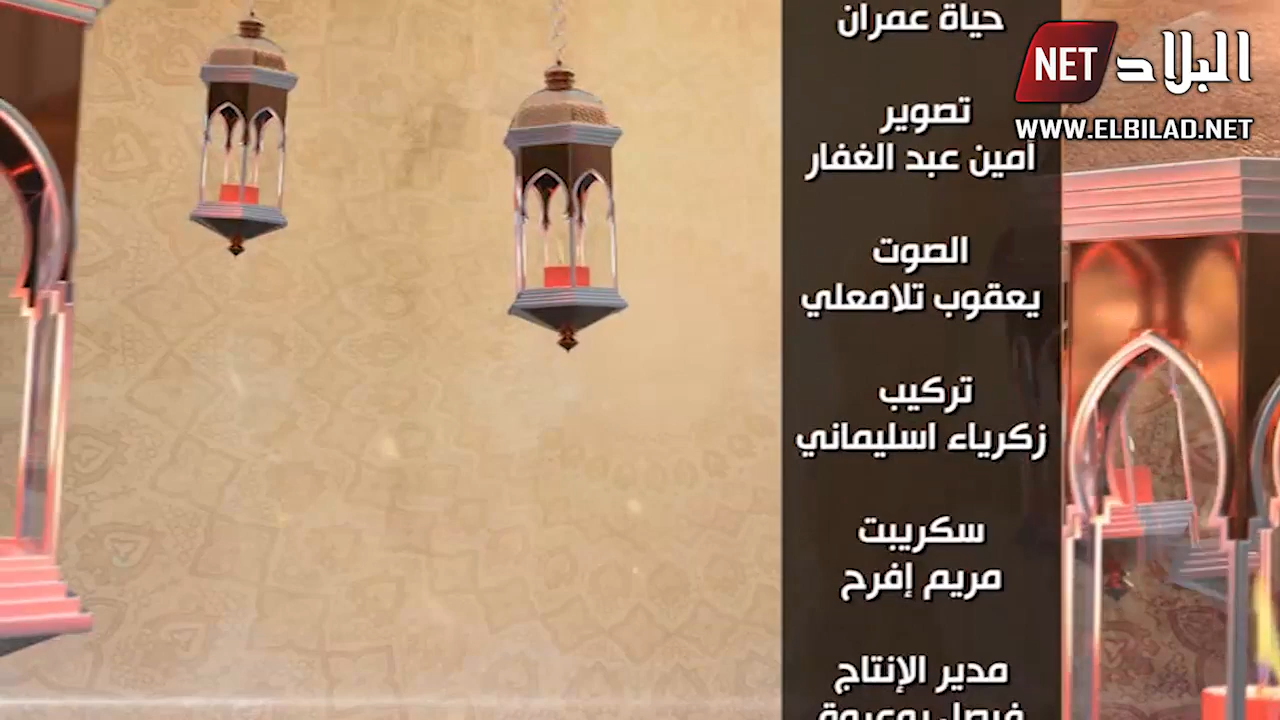 حياة عمران
البلاد NET
WWW.ELBILAD.NET
تصوير
أمين عبد الغفار
الصوت
يعقوب تلامعلي
تركيب
زكرياء اسليماني
سكريبت
مريم إفرح
مدير الإنتاج
فيصل